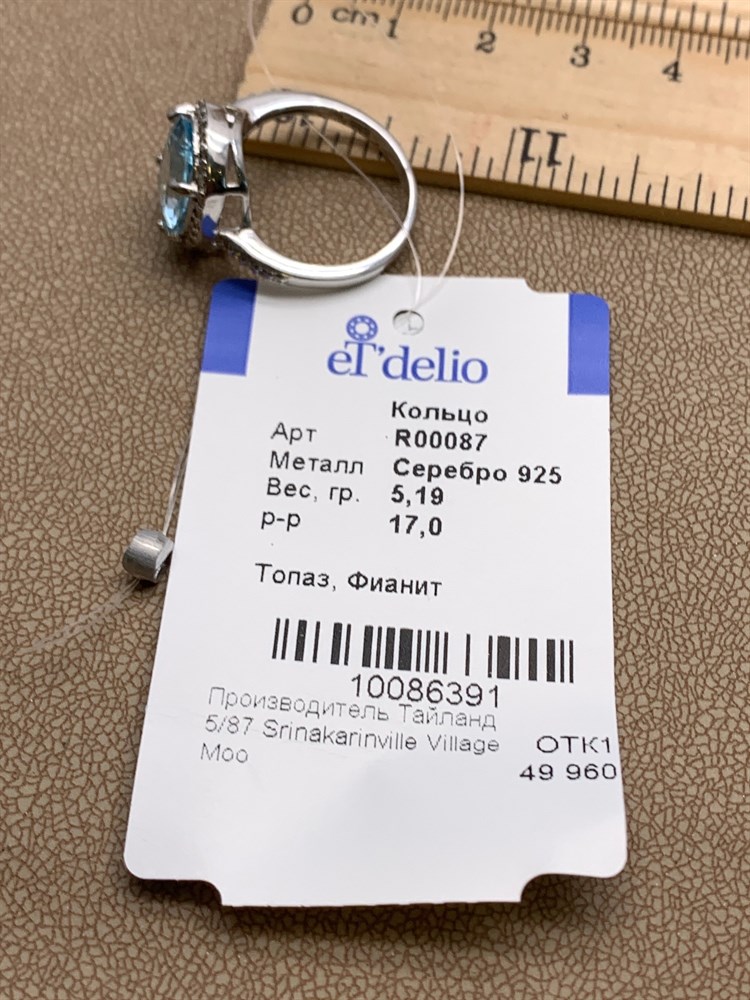 0 cm 1 2 3 4
11
eT'delio
Кольцо
Арт R00087
Металл Серебро 925
Вес, гр. 5,19
р-р 17,0
Топаз, Фианит
10086391
Производитель Тайланд
5/87 Srinakarinville Village
Moo
ОТК1
49 960